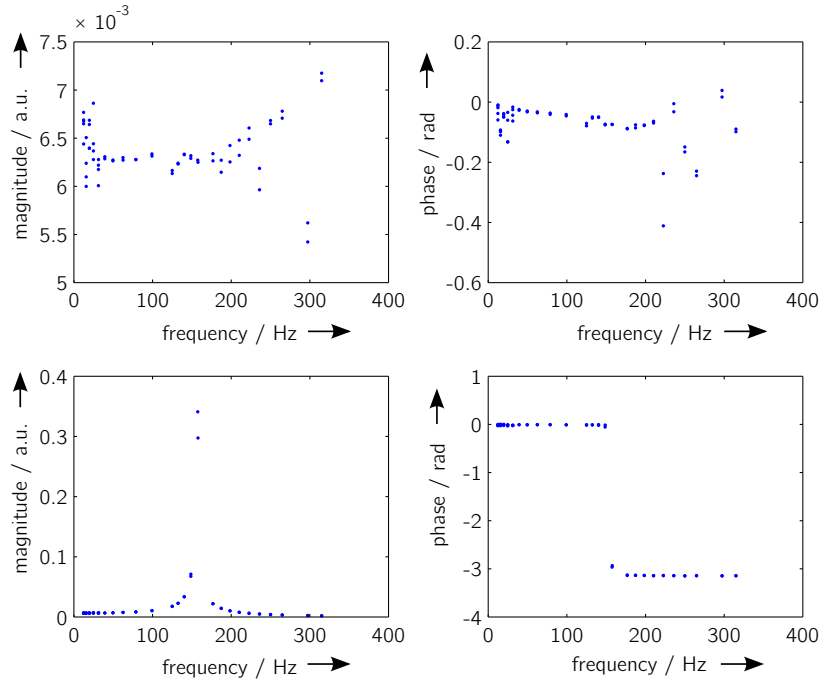 × 10⁻³
7.5
7
6.5
6
5.5
5
0 100 200 300 400
magnitude / a.u.
frequency / Hz
0.2
0
-0.2
-0.4
-0.6
0 100 200 300 400
phase / rad
frequency / Hz
0.4
0.3
0.2
0.1
0
0 100 200 300 400
magnitude / a.u.
frequency / Hz
1
0
-1
-2
-3
-4
0 100 200 300 400
phase / rad
frequency / Hz